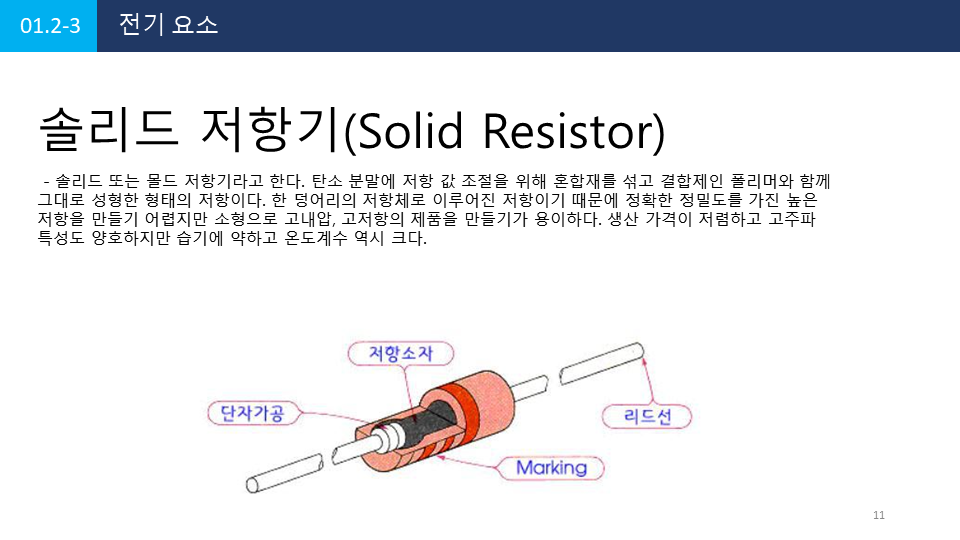 01.2-3 전기 요소
솔리드 저항기(Solid Resistor)
- 솔리드 또는 몰드 저항기라고 한다. 탄소 분말에 저항 값 조절을 위해 혼합재를 섞고 결합제인 폴리머와 함께
그대로 성형한 형태의 저항이다. 한 덩어리의 저항체로 이루어진 저항이기 때문에 정확한 정밀도를 가진 높은
저항을 만들기 어렵지만 소형으로 고내압, 고저항의 제품을 만들기가 용이하다. 생산 가격이 저렴하고 고주파
특성도 양호하지만 습기에 약하고 온도계수 역시 크다.
저항소자
단자가공
리드선
Marking
11